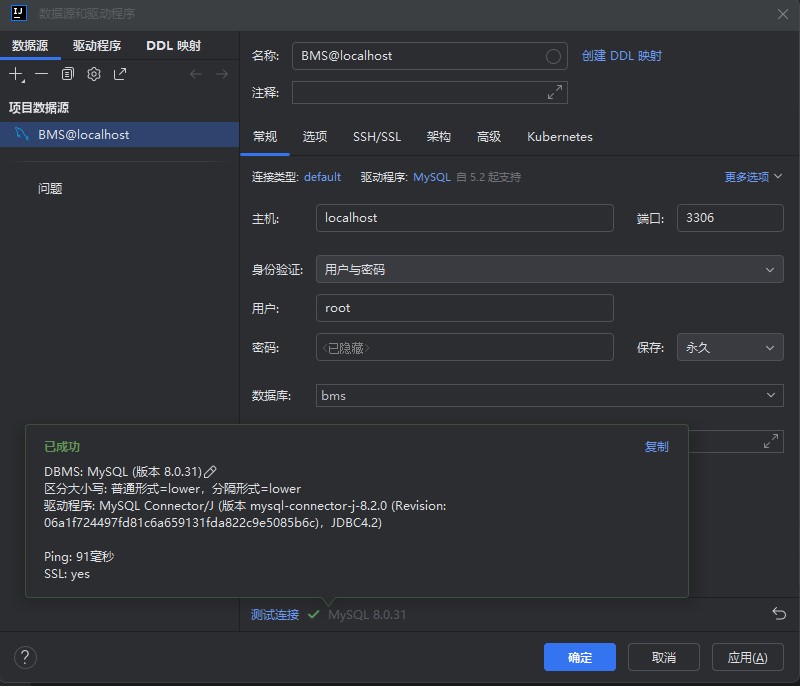 数据源和驱动程序
数据源 驱动程序 DDL 映射
项目数据源
BMS@localhost
问题
名称: BMS@localhost 创建 DDL 映射
注释:
常规 选项 SSH/SSL 架构 高级 Kubernetes
连接类型: default 驱动程序: MySQL 自 5.2 起支持 更多选项
主机: localhost 端口: 3306
身份验证: 用户与密码
用户: root
密码: <已隐藏> 保存: 永久
数据库: bms
已成功 复制
DBMS: MySQL (版本 8.0.31)
区分大小写: 普通形式=lower，分隔形式=lower
驱动程序: MySQL Connector/J (版本 mysql-connector-j-8.2.0 (Revision:
06a1f724497fd81c6a659131fda822c9e5085b6c)，JDBC4.2)
Ping: 91毫秒
SSL: yes
测试连接 MySQL 8.0.31
? 确定 取消 应用(A)